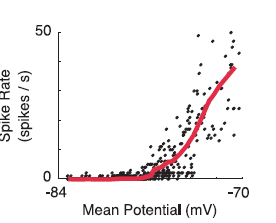 50
Spike Rate
(spikes / s)
0
-84
-70
Mean Potential (mV)